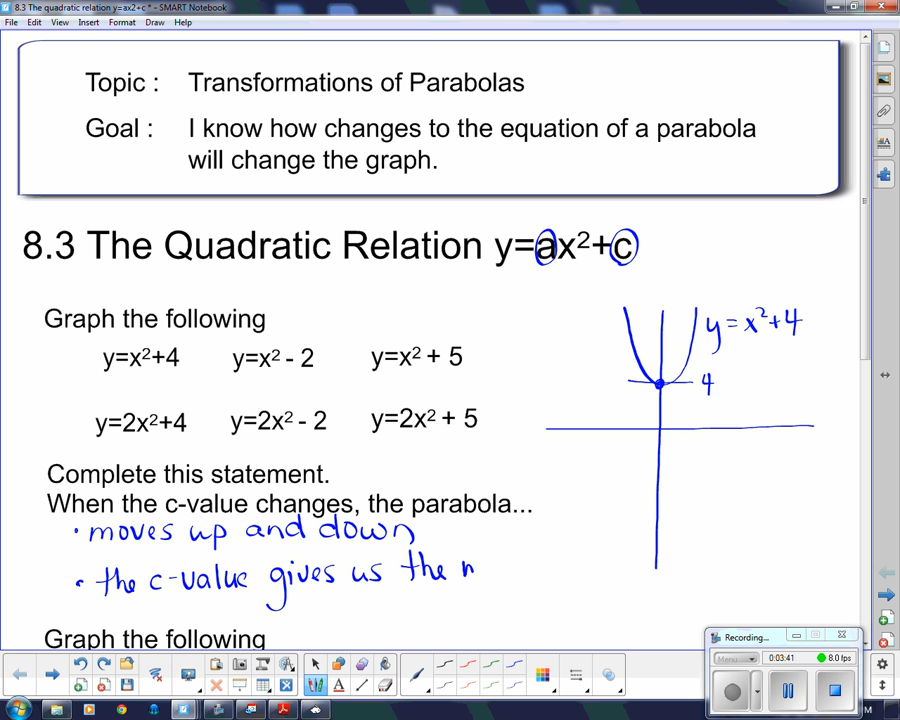 8.3 The quadratic relation y=ax2+c * - SMART Notebook
File Edit View Insert Format Draw Help
Topic : Transformations of Parabolas
Goal : I know how changes to the equation of a parabola
will change the graph.
8.3 The Quadratic Relation y=ax²+c
Graph the following
y=x²+4 y=x² - 2 y=x² + 5
y=2x²+4 y=2x² - 2 y=2x² + 5
y = x²+4
4
Complete this statement.
When the c-value changes, the parabola...
• moves up and down
• the c-value gives us the
Graph the following
Recording...
Menu
0:03:41
8.0 fps